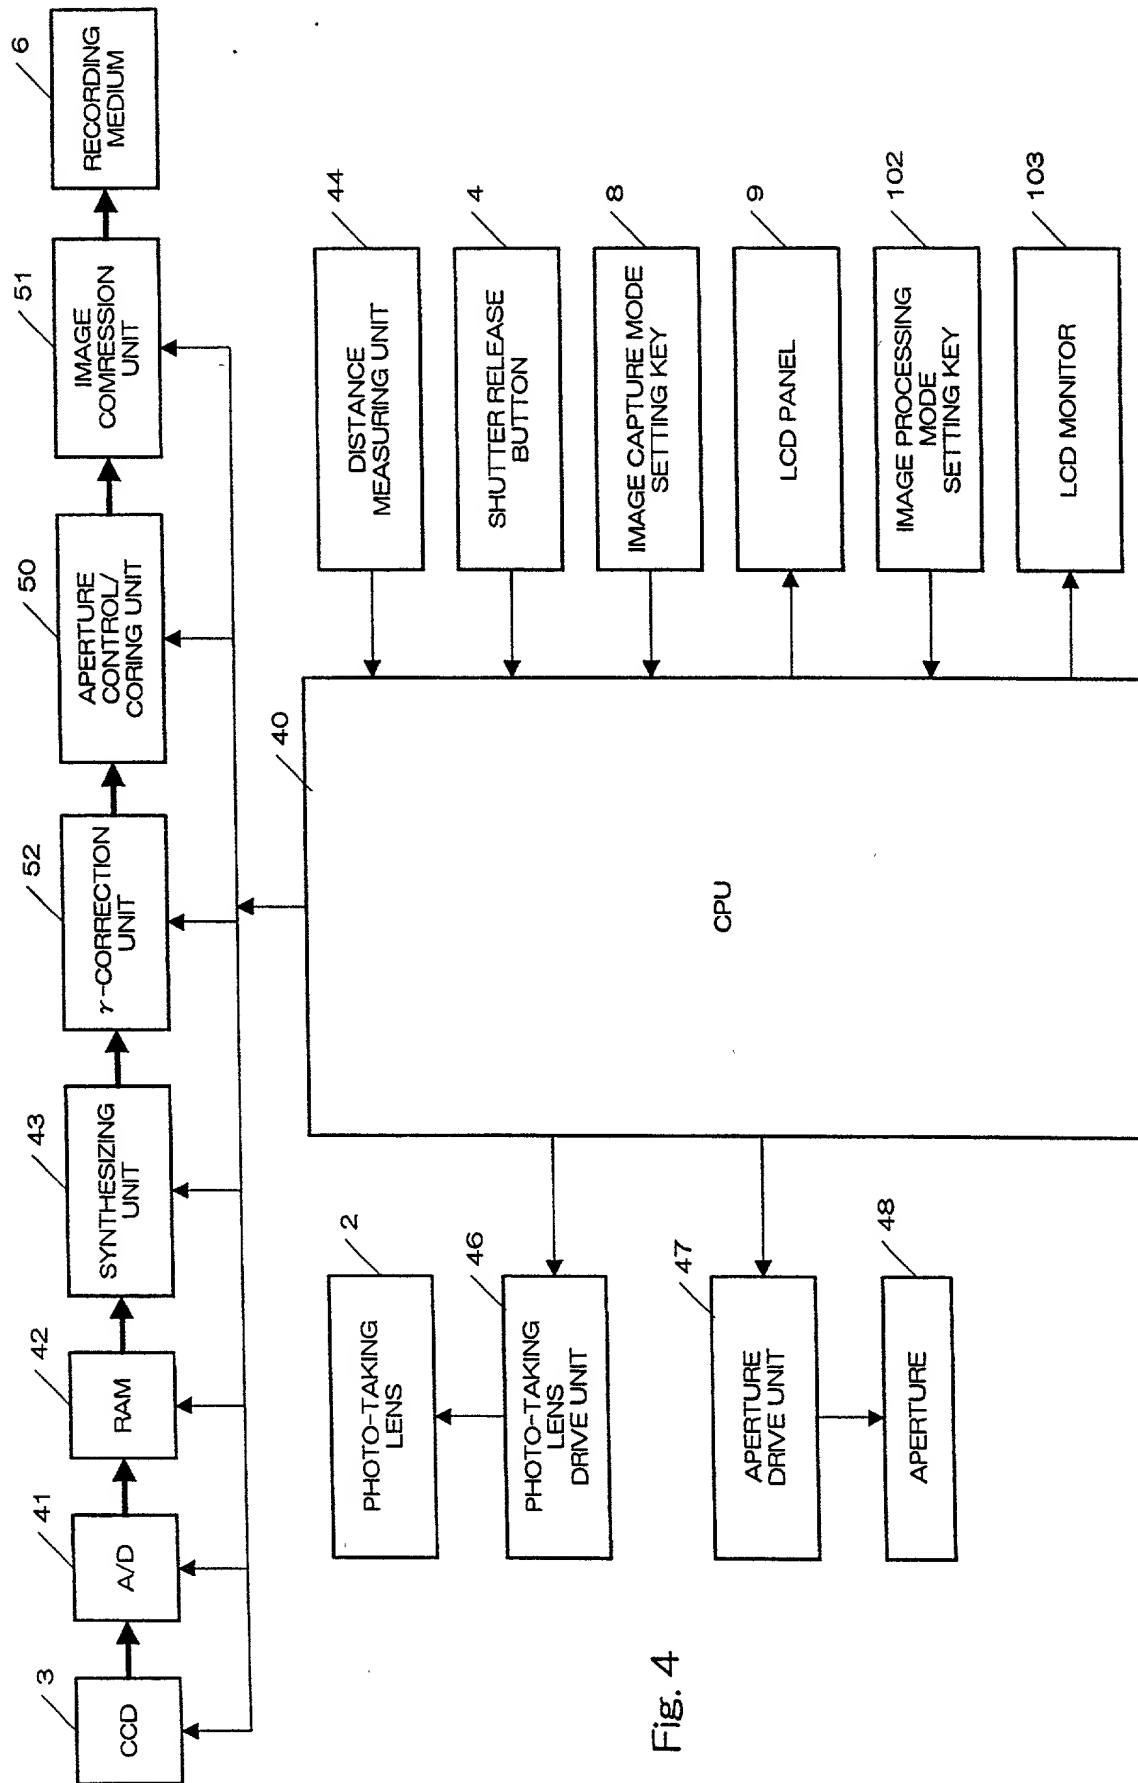 3
CCD
41
A/D
42
RAM
43
SYNTHESIZING
UNIT
52
γ-CORRECTION
UNIT
50
APERTURE
CONTROL/
CORING UNIT
51
IMAGE
COMRESSION
UNIT
6
RECORDING
MEDIUM
2
PHOTO-TAKING
LENS
46
PHOTO-TAKING
LENS
DRIVE UNIT
47
APERTURE
DRIVE UNIT
48
APERTURE
40
CPU
44
DISTANCE
MEASURING UNIT
4
SHUTTER RELEASE
BUTTON
8
IMAGE CAPTURE MODE
SETTING KEY
9
LCD PANEL
102
IMAGE PROCESSING
MODE
SETTING KEY
103
LCD MONITOR
Fig. 4